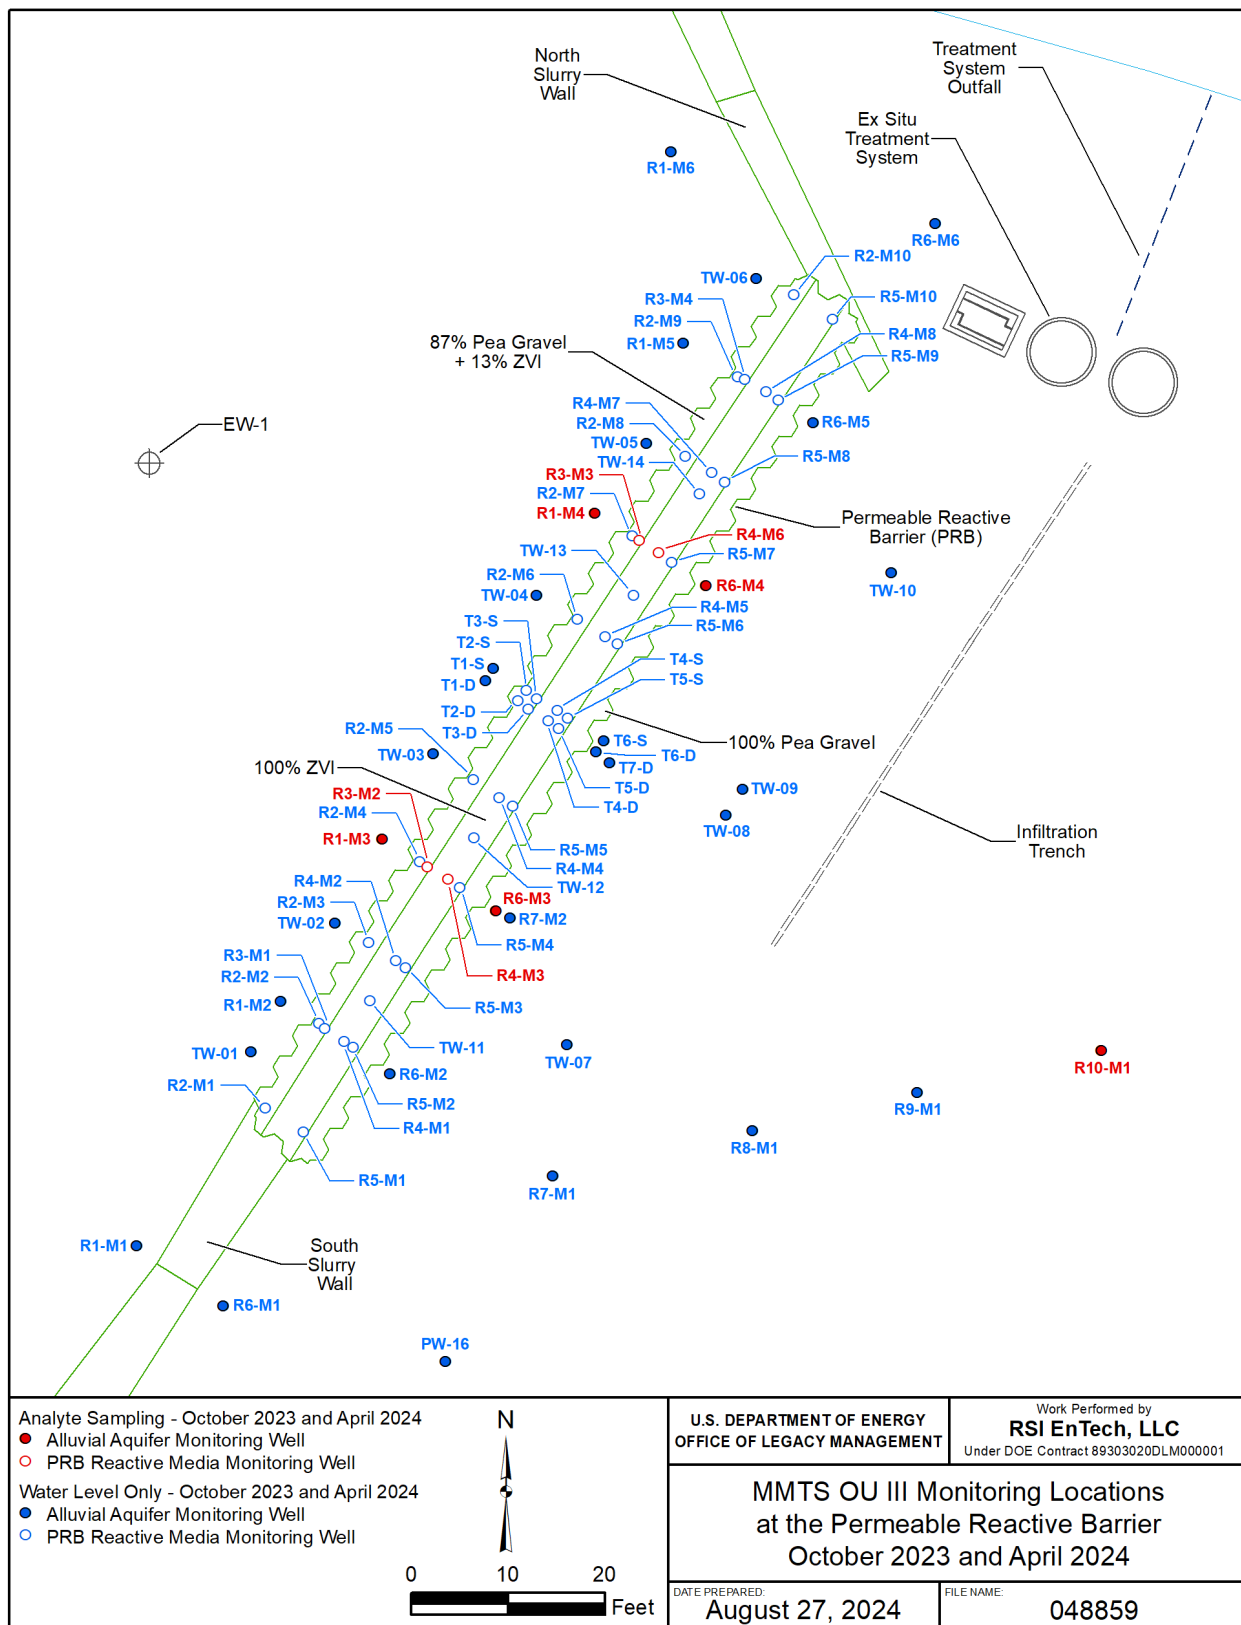 North
Slurry
Wall
Treatment
System
Outfall
Ex Situ
Treatment
System
R1-M6
R6-M6
R2-M10
TW-06
R3-M4
R5-M10
R2-M9
R4-M8
87% Pea Gravel
+ 13% ZVI
R1-M5
R5-M9
R4-M7
R2-M8
R6-M5
EW-1
TW-05
R5-M8
TW-14
R3-M3
R2-M7
R1-M4
Permeable Reactive
Barrier (PRB)
R4-M6
TW-13
R5-M7
R2-M6
R6-M4
TW-10
TW-04
R4-M5
T3-S
R5-M6
T2-S
T4-S
T1-S
T5-S
T1-D
T2-D
R2-M5
T3-D
T6-S
100% Pea Gravel
TW-03
T6-D
100% ZVI
T7-D
T5-D
TW-09
R3-M2
T4-D
R2-M4
TW-08
R1-M3
Infiltration
Trench
R5-M5
R4-M4
R4-M2
TW-12
R2-M3
R6-M3
TW-02
R7-M2
R5-M4
R3-M1
R4-M3
R2-M2
R1-M2
R5-M3
TW-11
TW-01
TW-07
R10-M1
R6-M2
R2-M1
R9-M1
R5-M2
R4-M1
R8-M1
R5-M1
R7-M1
R1-M1
South
Slurry
Wall
R6-M1
PW-16
Analyte Sampling - October 2023 and April 2024
Alluvial Aquifer Monitoring Well
PRB Reactive Media Monitoring Well
Water Level Only - October 2023 and April 2024
Alluvial Aquifer Monitoring Well
PRB Reactive Media Monitoring Well
N
0 10 20
Feet
U.S. DEPARTMENT OF ENERGY
OFFICE OF LEGACY MANAGEMENT
Work Performed by
RSI EnTech, LLC
Under DOE Contract 89303020DLM000001
MMTS OU III Monitoring Locations
at the Permeable Reactive Barrier
October 2023 and April 2024
DATE PREPARED:
August 27, 2024
FILE NAME:
048859